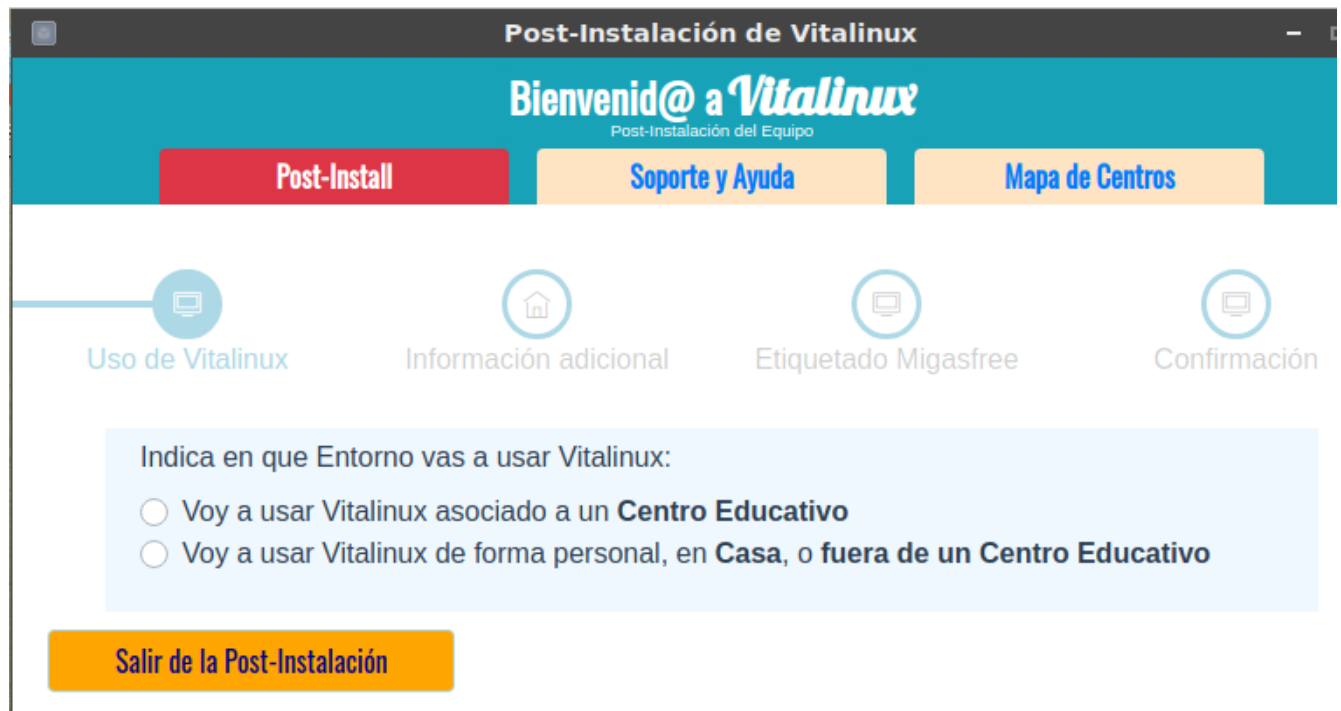 Post-Instalación de Vitalinux
Bienvenid@ a Vitalinux
Post-Instalación del Equipo
Post-Install
Soporte y Ayuda
Mapa de Centros
Uso de Vitalinux
Información adicional
Etiquetado Migasfree
Confirmación
Indica en que Entorno vas a usar Vitalinux:
Voy a usar Vitalinux asociado a un Centro Educativo
Voy a usar Vitalinux de forma personal, en Casa, o fuera de un Centro Educativo
Salir de la Post-Instalación